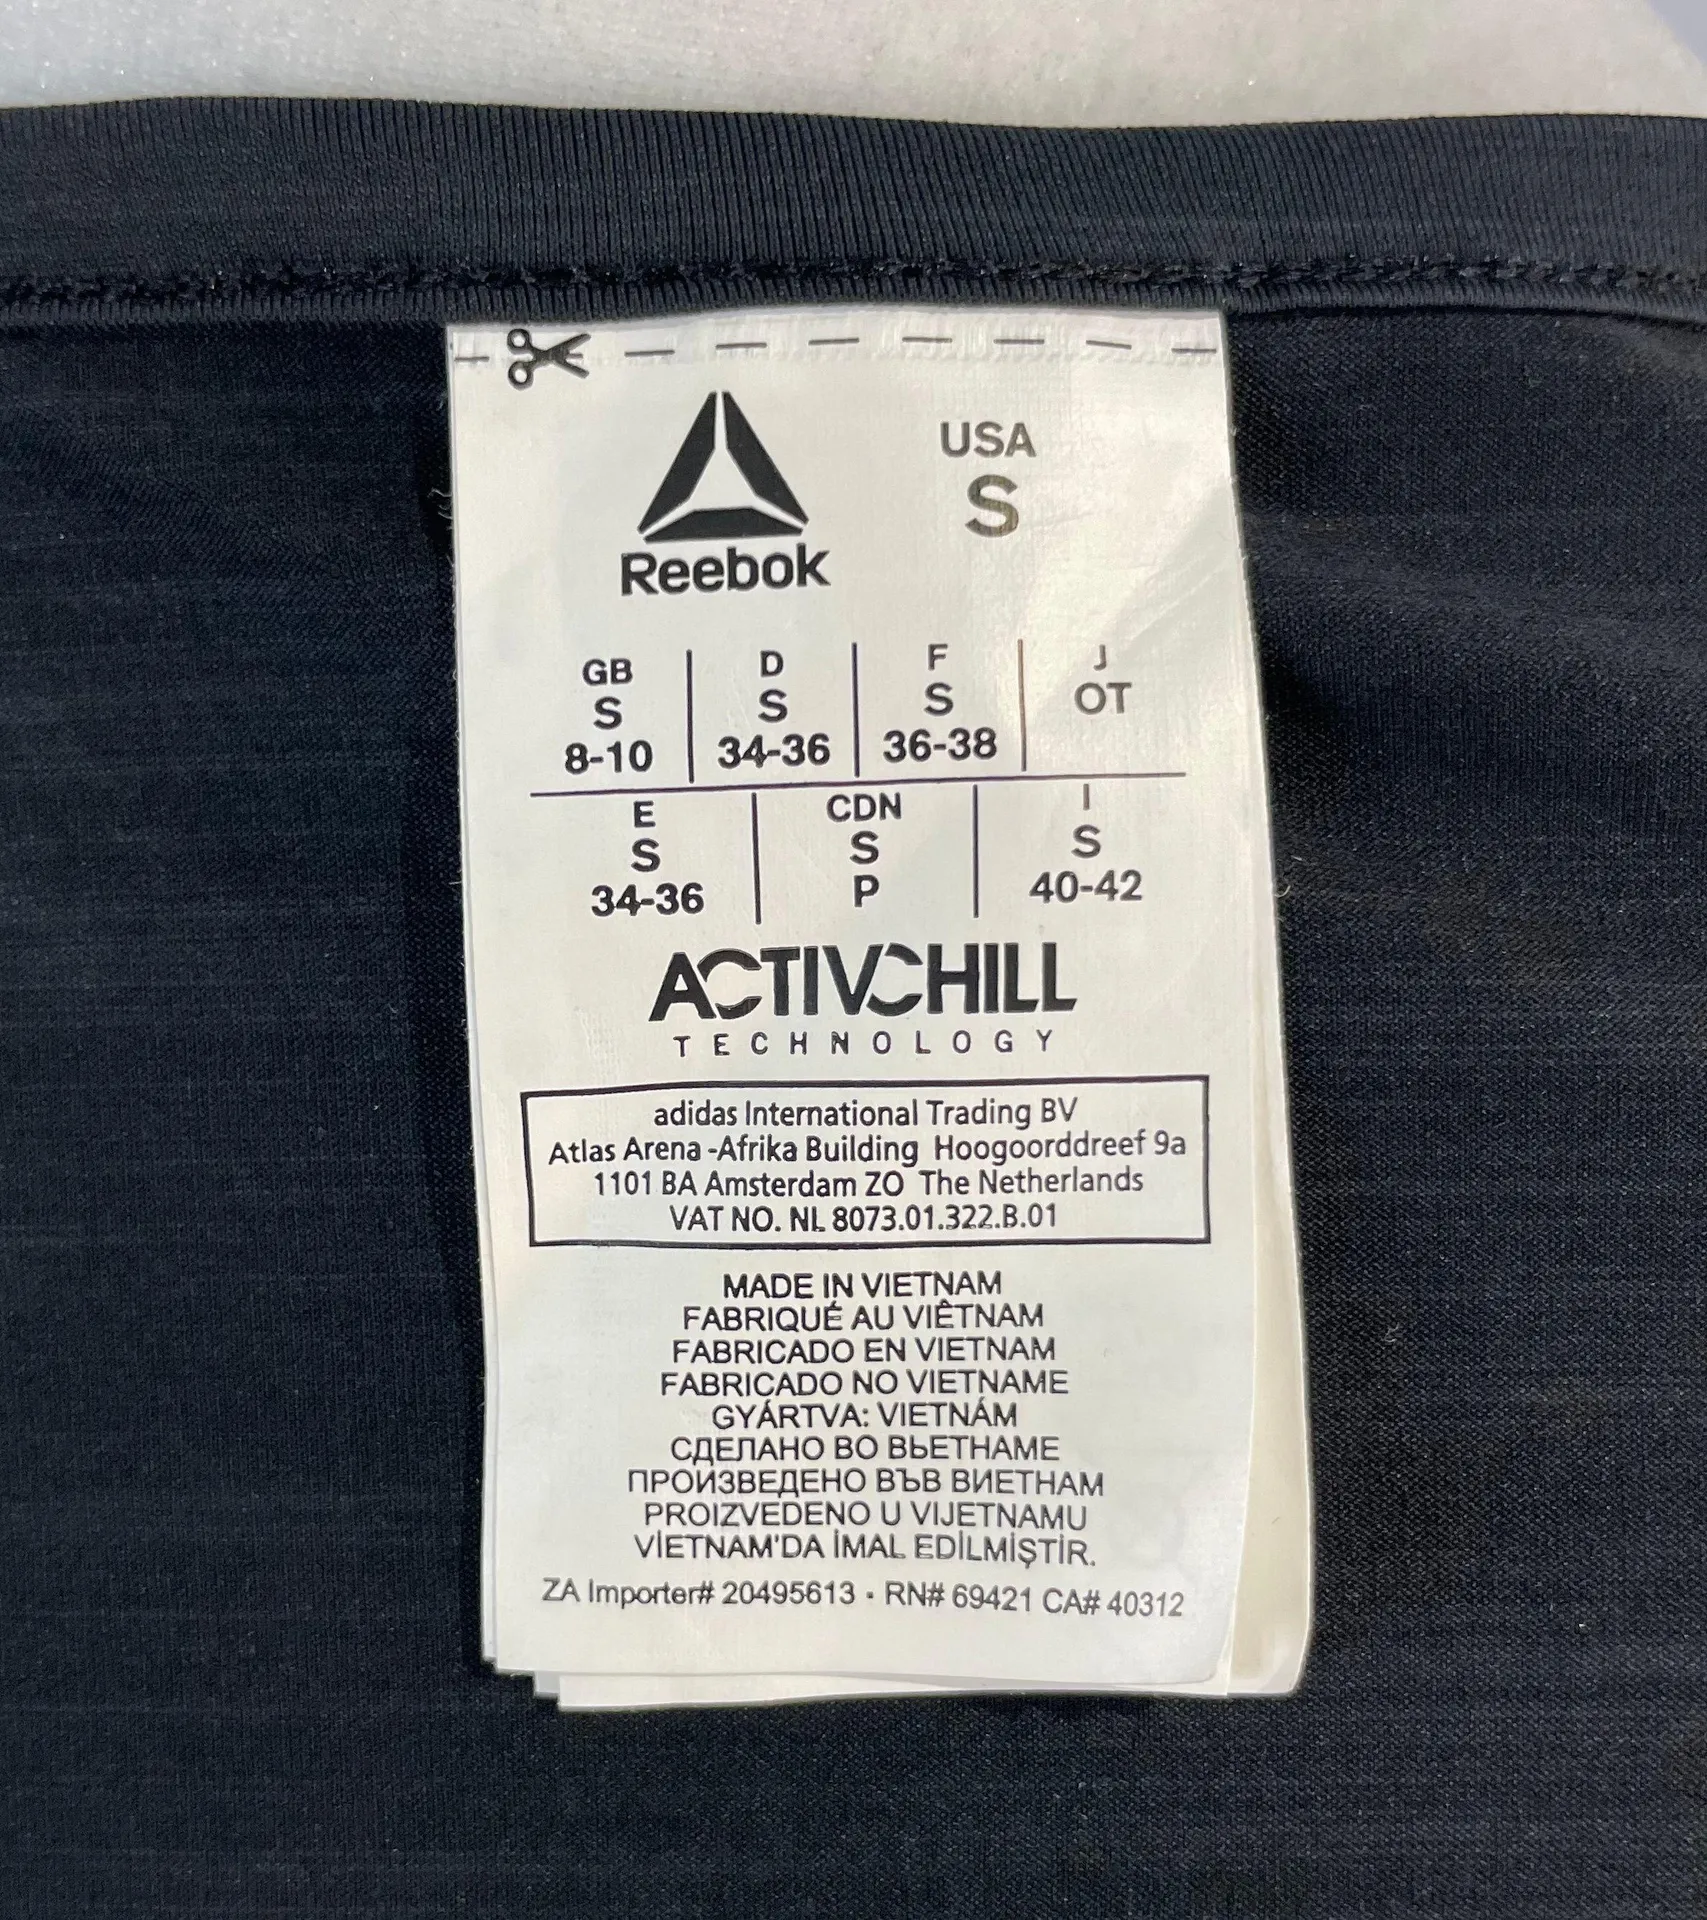 USA
S
Reebok
GB D F J
S S S OT
8-10 34-36 36-38
E CDN I
S S S
34-36 P 40-42
ACTIVCHILL
TECHNOLOGY
adidas International Trading BV
Atlas Arena -Afrika Building Hoogoorddreef 9a
1101 BA Amsterdam ZO The Netherlands
VAT NO. NL 8073.01.322.B.01
MADE IN VIETNAM
FABRIQUÉ AU VIÊTNAM
FABRICADO EN VIETNAM
FABRICADO NO VIETNAME
GYÁRTVA: VIETNÁM
СДЕЛАНО ВО ВЬЕТНАМЕ
ПРОИЗВЕДЕНО ВЪВ ВИЕТНАМ
PROIZVEDENO U VIJETNAMU
VİETNAM'DA İMAL EDİLMİŞTİR.
ZA Importer# 20495613 · RN# 69421 CA# 40312